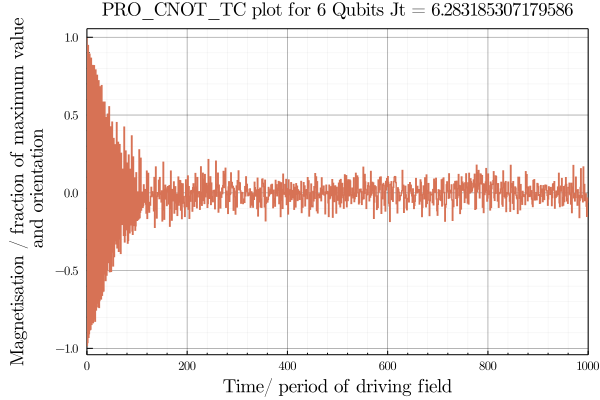 PRO_CNOT_TC plot for 6 Qubits Jt = 6.283185307179586
Magnetisation / fraction of maximum value
and orientation
1.0
0.5
0.0
−0.5
−1.0
0 200 400 600 800 1000
Time/ period of driving field